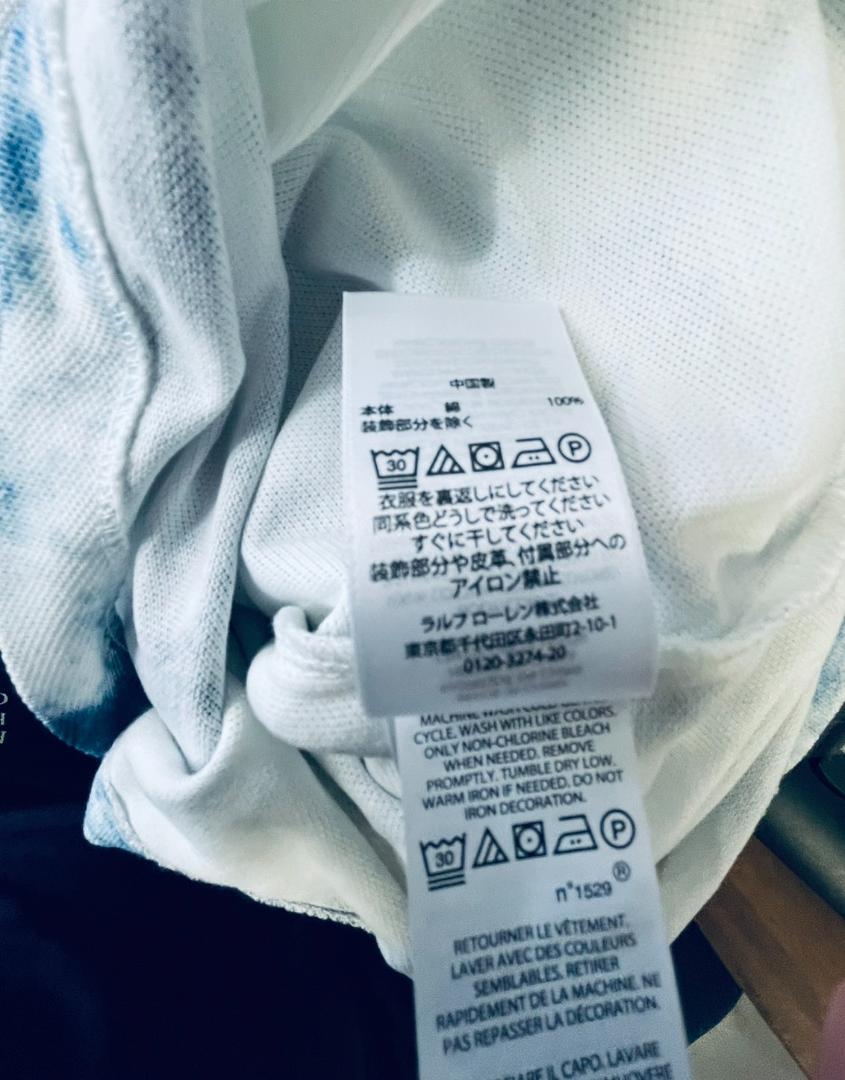 中国製
本体 綿 100%
装飾部分を除く
30 P
衣服を裏返しにしてください
同系色どうしで洗ってください
すぐに干してください
装飾部分や皮革、付属部分への
アイロン禁止
ラルフ ローレン株式会社
東京都千代田区永田町2-10-1
0120-3274-20
MACHINE WASH COLD
CYCLE. WASH WITH LIKE COLORS.
ONLY NON-CHLORINE BLEACH
WHEN NEEDED. REMOVE
PROMPTLY. TUMBLE DRY LOW.
WARM IRON IF NEEDED. DO NOT
IRON DECORATION.
30 P
n°1529®
RETOURNER LE VÊTEMENT.
LAVER AVEC DES COULEURS
SEMBLABLES. RETIRER
RAPIDEMENT DE LA MACHINE. NE
PAS REPASSER LA DÉCORATION.
IL CAPO. LAVARE